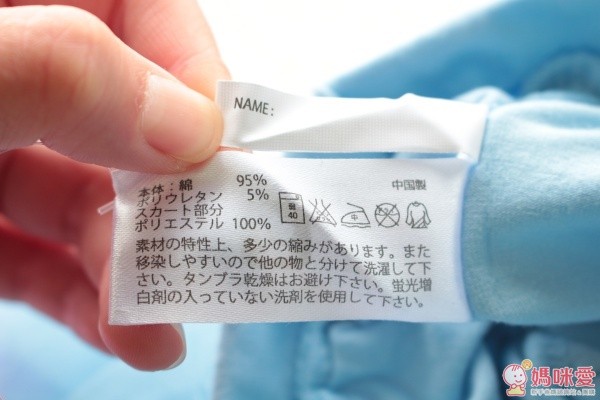 NAME:
本体：綿 95% 中国製
ポリウレタン 5%
スカート部分
ポリエステル 100%
弱
40
中
素材の特性上、多少の縮みがあります。また
移染しやすいので他の物と分けて洗濯して下
さい。タンブラ乾燥はお避け下さい。蛍光増
白剤の入っていない洗剤を使用して下さい。
媽咪愛